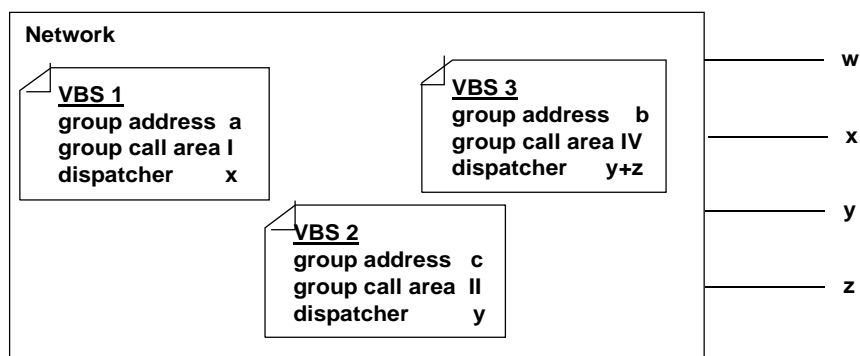 Network
VBS 1
group address a
group call area I
dispatcher x
VBS 3
group address b
group call area IV
dispatcher y+z
VBS 2
group address c
group call area II
dispatcher y
w
x
y
z